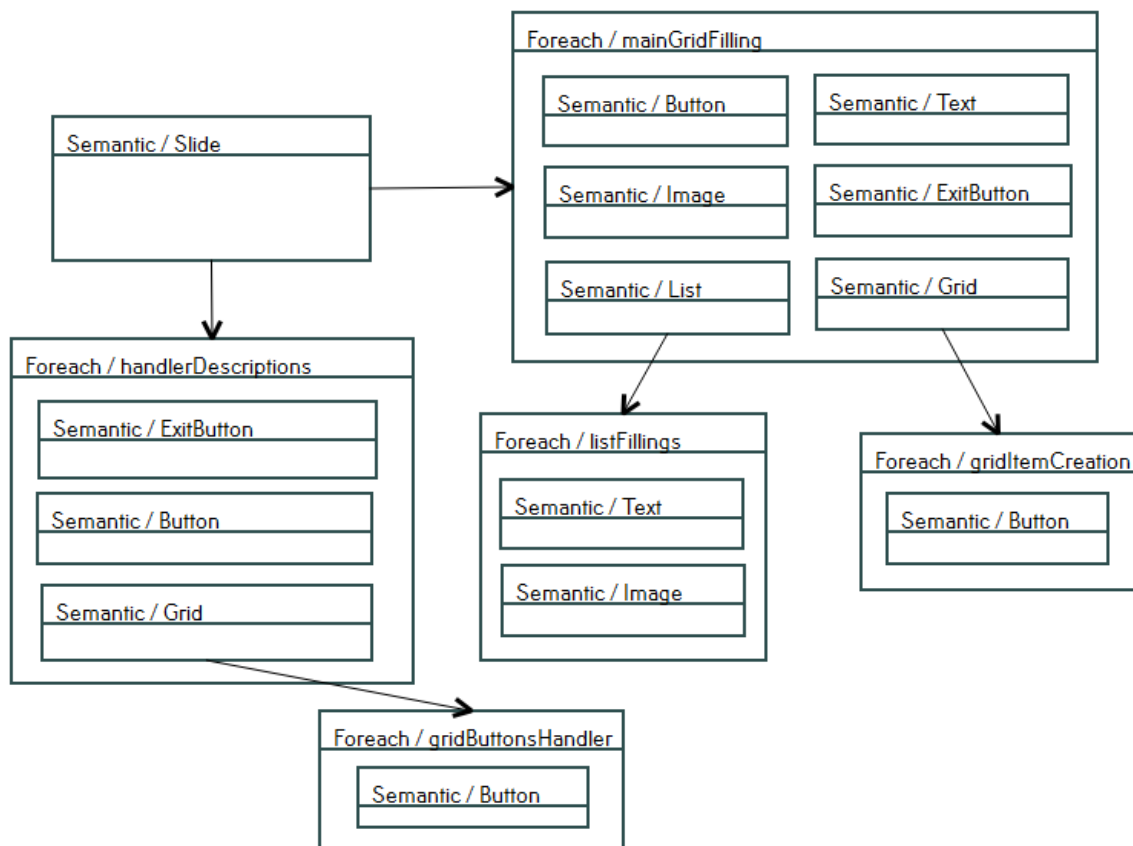 Foreach / mainGridFilling
Semantic / Button
Semantic / Text
Semantic / Slide
Semantic / Image
Semantic / ExitButton
Semantic / List
Semantic / Grid
Foreach / handlerDescriptions
Semantic / ExitButton
Semantic / Button
Semantic / Grid
Foreach / listFillings
Semantic / Text
Semantic / Image
Foreach / gridItemCreation
Semantic / Button
Foreach / gridButtonsHandler
Semantic / Button